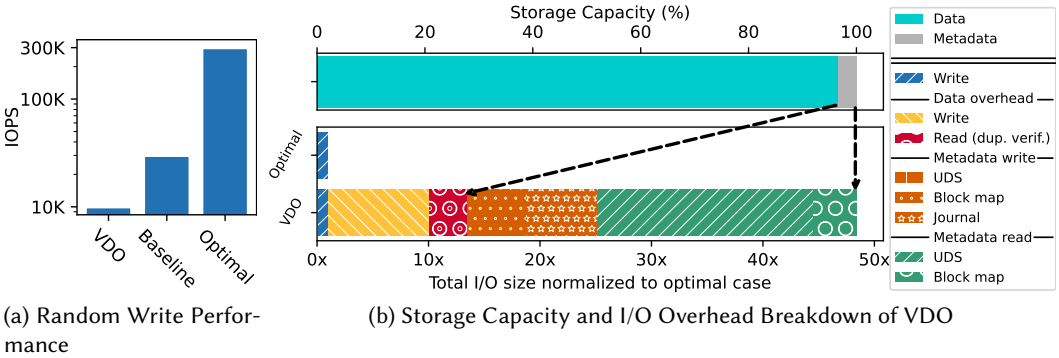 300K
100K
10K
IOPS
VDO
Baseline
Optimal
(a) Random Write Perfor-
mance
Storage Capacity (%)
0 20 40 60 80 100
Optimal
VDO
0x 10x 20x 30x 40x 50x
Total I/O size normalized to optimal case
Data
Metadata
Write
Data overhead
Write
Read (dup. verif.)
Metadata write
UDS
Block map
Journal
Metadata read
UDS
Block map
(b) Storage Capacity and I/O Overhead Breakdown of VDO